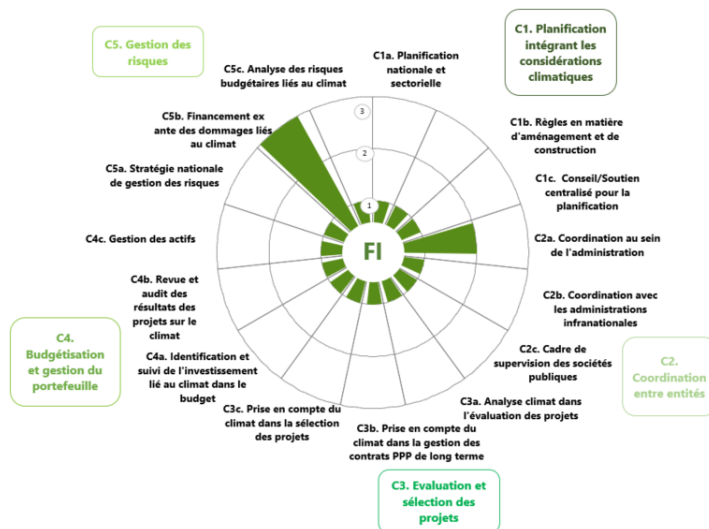 C5. Gestion des
risques
C1. Planification
intégrant les
considérations
climatiques
C5c. Analyse des risques
budgétaires liés au climat
C1a. Planification
nationale et
sectorielle
C5b. Financement ex
ante des dommages liés
au climat
C1b. Règles en matière
d'aménagement et de
construction
C5a. Stratégie nationale
de gestion des risques
C1c. Conseil/Soutien
centralisé pour la
planification
3
2
1
FI
C4c. Gestion des actifs
C2a. Coordination au sein
de l'administration
C4b. Revue et
audit des
résultats des
projets sur le
climat
C2b. Coordination avec
les administrations
infranationales
C4.
Budgétisation
et gestion du
portefeuille
C4a. Identification et
suivi de l'investissement
lié au climat dans le
budget
C2c. Cadre de
supervision des sociétés
publiques
C2.
Coordination
entre entités
C3c. Prise en compte du
climat dans la sélection
des projets
C3b. Prise en compte du
climat dans la gestion des
contrats PPP de long terme
C3a. Analyse climat dans
l'évaluation des projets
C3. Evaluation et
sélection des
projets